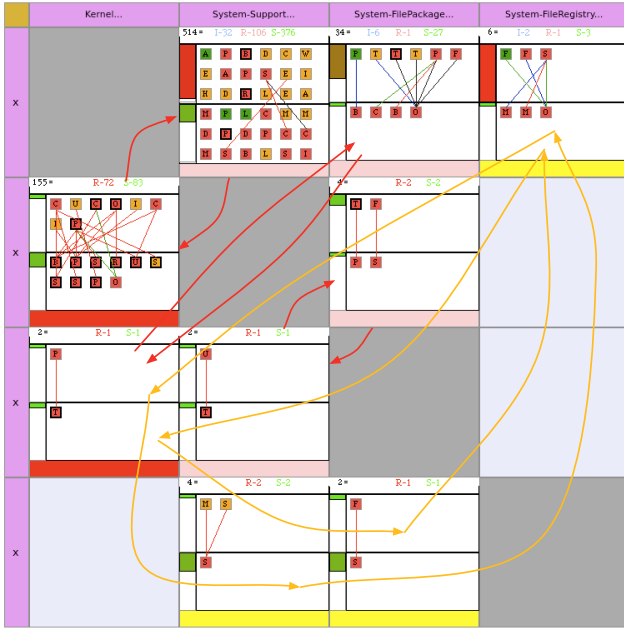 Kernel... System-Support... System-FilePackage... System-FileRegistry...
514= I-32 R-106 S-376 34= I-6 R-1 S-27 6= I-2 R-1 S-3
A P B D C W P T T T P F F F S
E A P S E I
x
H D R L E A
M P L C M M B C B O M M O
D P D P C C
M S B L S I
155= R-72 S-83 4= R-2 S-2
C U C O I C T F
I P
x
P F S R U S P S
S S F O
2= R-1 S-1 2= R-1 S-1
P U
x
T T
4= R-2 S-2 2= R-1 S-1
M S F
x
S S